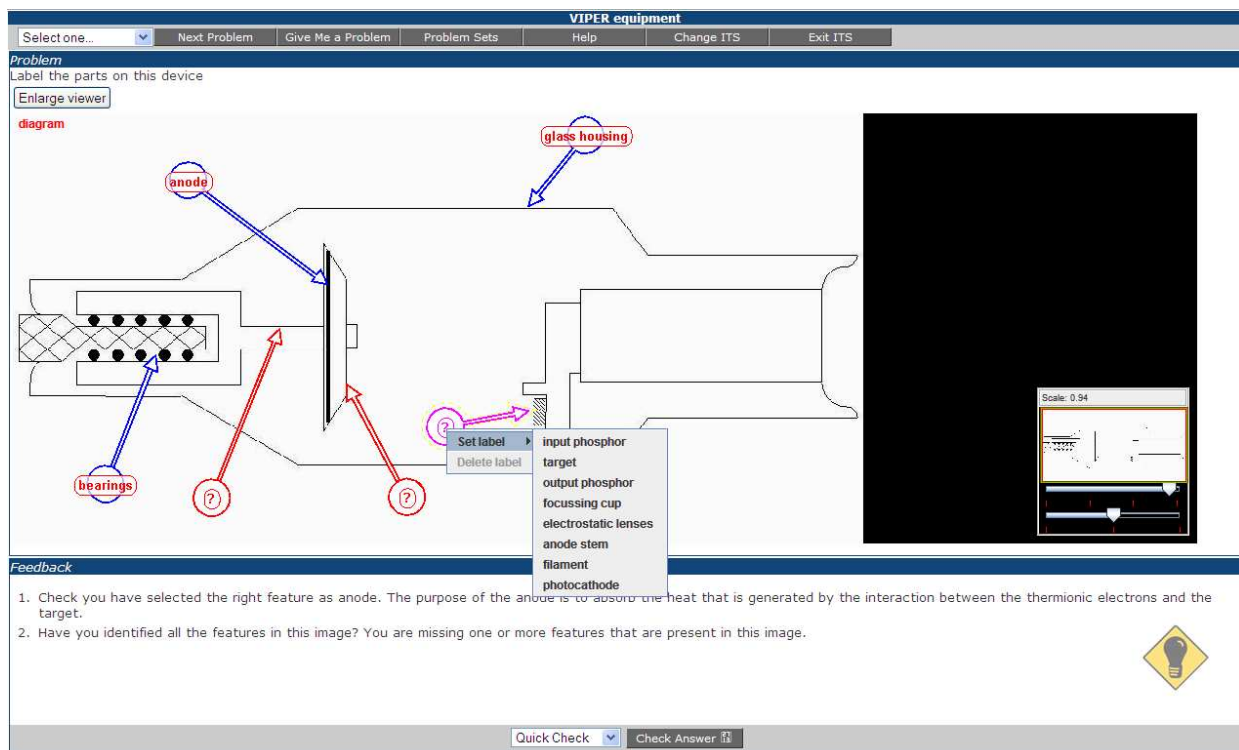 VIPER equipment
Select one... Next Problem Give Me a Problem Problem Sets Help Change ITS Exit ITS
Problem
Label the parts on this device
Enlarge viewer
diagram
glass housing
anode
Scale: 0.94
?
Set label input phosphor
Delete label target
output phosphor
focussing cup
electrostatic lenses
anode stem
filament
photocathode
bearings
?
?
Feedback
1. Check you have selected the right feature as anode. The purpose of the anode is to absorb the heat that is generated by the interaction between the thermionic electrons and the
target.
2. Have you identified all the features in this image? You are missing one or more features that are present in this image.
Quick Check Check Answer